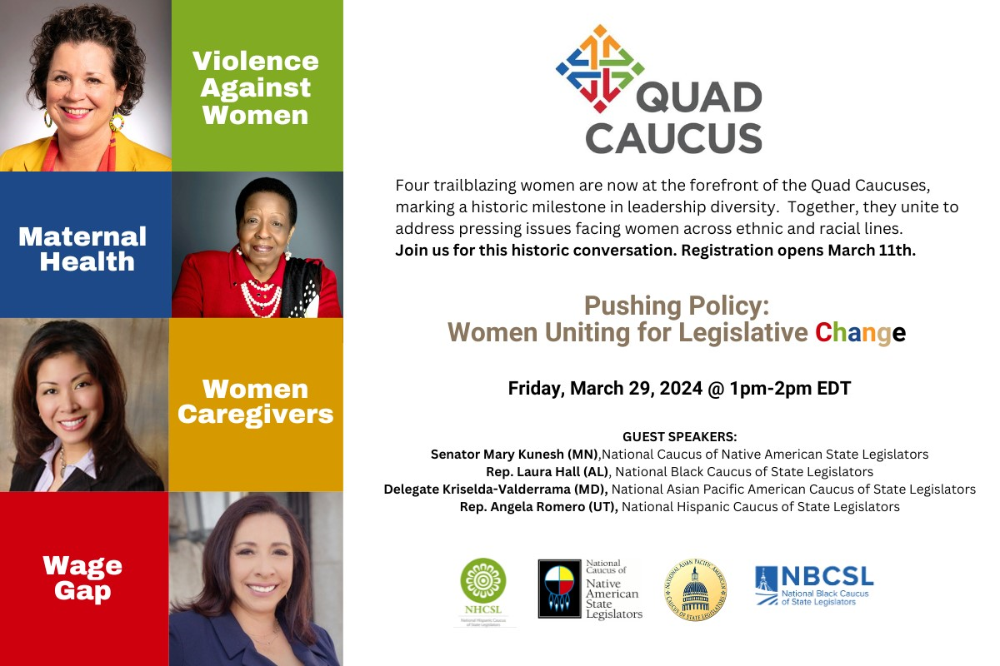 Violence
Against
Women
Maternal
Health
Women
Caregivers
Wage
Gap
QUAD
CAUCUS
Four trailblazing women are now at the forefront of the Quad Caucuses,
marking a historic milestone in leadership diversity. Together, they unite to
address pressing issues facing women across ethnic and racial lines.
Join us for this historic conversation. Registration opens March 11th.
Pushing Policy:
Women Uniting for Legislative Change
Friday, March 29, 2024 @ 1pm-2pm EDT
GUEST SPEAKERS:
Senator Mary Kunesh (MN),National Caucus of Native American State Legislators
Rep. Laura Hall (AL), National Black Caucus of State Legislators
Delegate Kriselda-Valderrama (MD), National Asian Pacific American Caucus of State Legislators
Rep. Angela Romero (UT), National Hispanic Caucus of State Legislators
NHCSL
National Hispanic Caucus
of State Legislators
National
Caucus of
Native
American
State
Legislators
NATIONAL ASIAN PACIFIC AMERICAN
CAUCUS OF STATE LEGISLATORS
NBCSL
National Black Caucus
of State Legislators